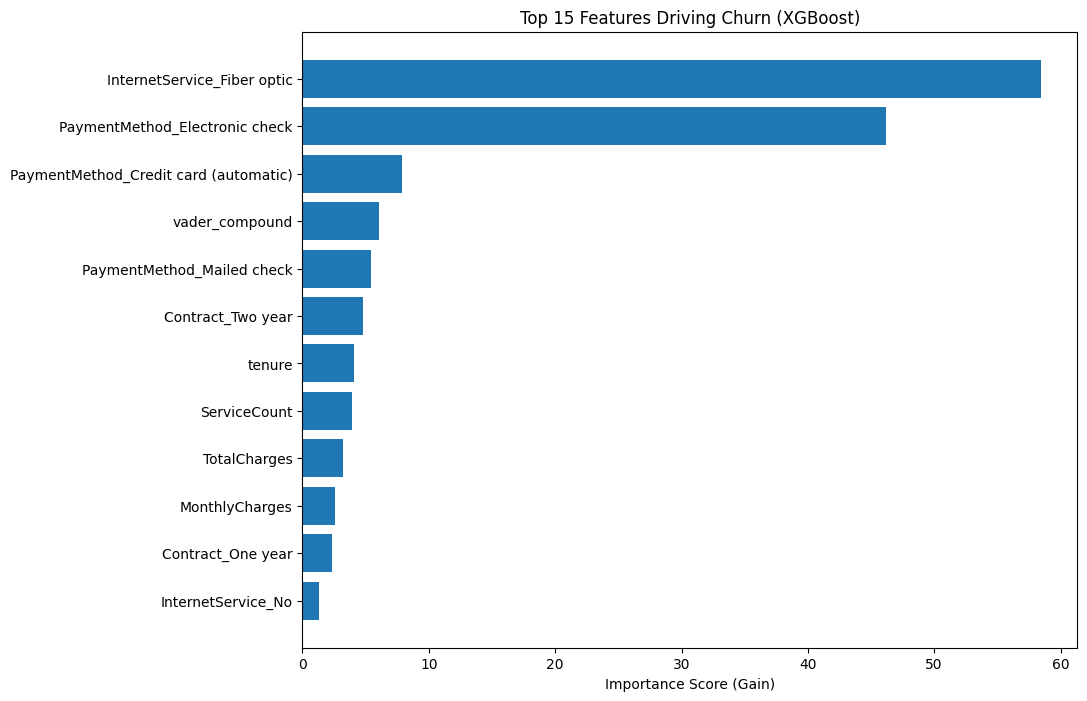 Top 15 Features Driving Churn (XGBoost)
InternetService_Fiber optic
PaymentMethod_Electronic check
PaymentMethod_Credit card (automatic)
vader_compound
PaymentMethod_Mailed check
Contract_Two year
tenure
ServiceCount
TotalCharges
MonthlyCharges
Contract_One year
InternetService_No
0 10 20 30 40 50 60
Importance Score (Gain)